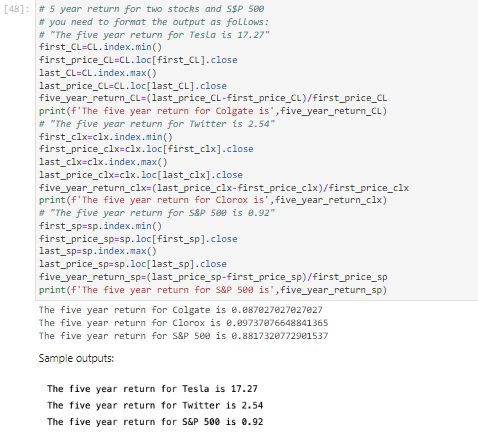 [48]: # 5 year return for two stocks and S$P 500
# you need to format the output as follows:
# "The five year return for Tesla is 17.27"
first_CL=CL.index.min()
first_price_CL=CL.loc[first_CL].close
last_CL=CL.index.max()
last_price_CL=CL.loc[last_CL].close
five_year_return_CL=(last_price_CL-first_price_CL)/first_price_CL
print(f'The five year return for Colgate is',five_year_return_CL)
# "The five year return for Twitter is 2.54"
first_clx=clx.index.min()
first_price_clx=clx.loc[first_clx].close
last_clx=clx.index.max()
last_price_clx=clx.loc[last_clx].close
five_year_return_clx=(last_price_clx-first_price_clx)/first_price_clx
print(f'The five year return for Clorox is',five_year_return_clx)
# "The five year return for S&P 500 is 0.92"
first_sp=sp.index.min()
first_price_sp=sp.loc[first_sp].close
last_sp=sp.index.max()
last_price_sp=sp.loc[last_sp].close
five_year_return_sp=(last_price_sp-first_price_sp)/first_price_sp
print(f'The five year return for S&P 500 is',five_year_return_sp)
The five year return for Colgate is 0.087027027027027
The five year return for Clorox is 0.09737076648841365
The five year return for S&P 500 is 0.8817320772901537
Sample outputs:
The five year return for Tesla is 17.27
The five year return for Twitter is 2.54
The five year return for S&P 500 is 0.92